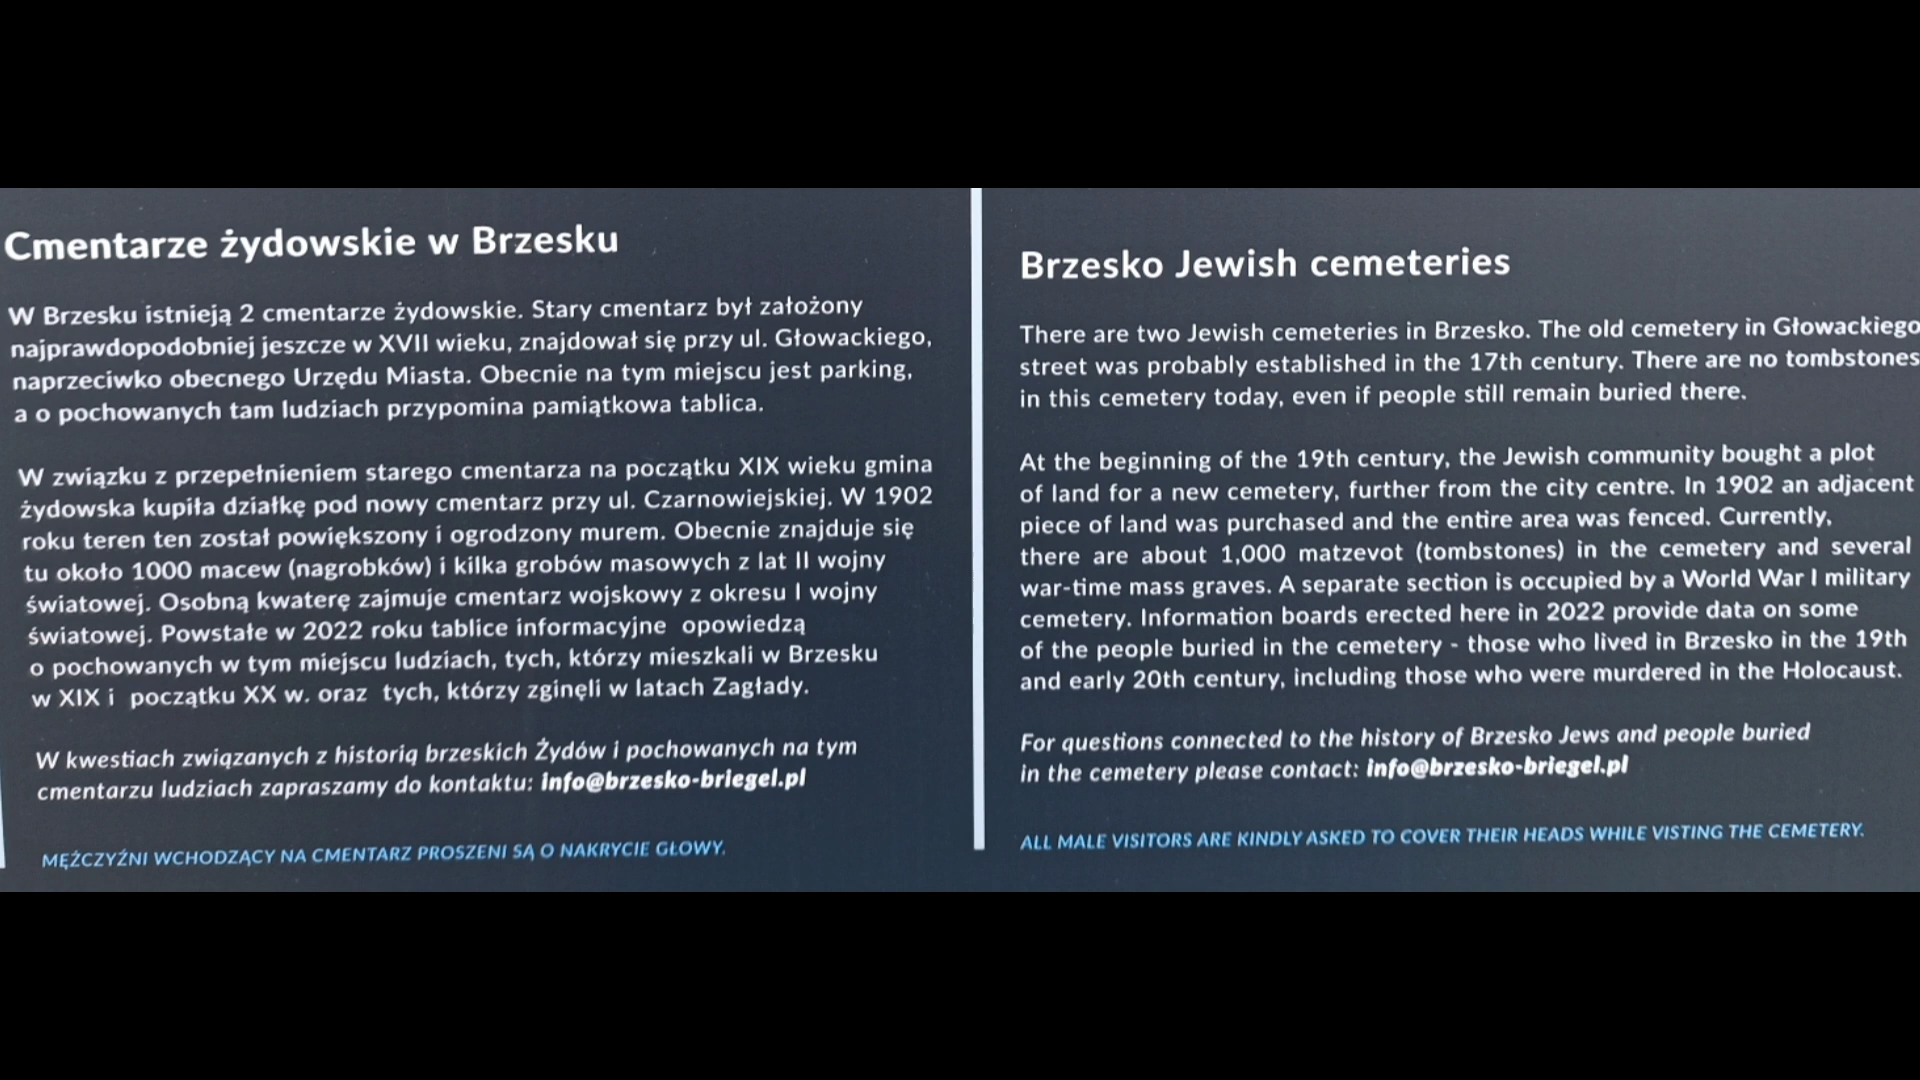 Cmentarze żydowskie w Brzesku
W Brzesku istnieją 2 cmentarze żydowskie. Stary cmentarz był założony
najprawdopodobniej jeszcze w XVII wieku, znajdował się przy ul. Głowackiego,
naprzeciwko obecnego Urzędu Miasta. Obecnie na tym miejscu jest parking,
a o pochowanych tam ludziach przypomina pamiątkowa tablica.
W związku z przepełnieniem starego cmentarza na początku XIX wieku gmina
żydowska kupiła działkę pod nowy cmentarz przy ul. Czarnowiejskiej. W 1902
roku teren ten został powiększony i ogrodzony murem. Obecnie znajduje się
tu około 1000 macew (nagrobków) i kilka grobów masowych z lat II wojny
światowej. Osobną kwaterę zajmuje cmentarz wojskowy z okresu I wojny
światowej. Powstałe w 2022 roku tablice informacyjne opowiedzą
o pochowanych w tym miejscu ludziach, tych, którzy mieszkali w Brzesku
w XIX i początku XX w. oraz tych, którzy zginęli w latach Zagłady.
W kwestiach związanych z historią brzeskich Żydów i pochowanych na tym
cmentarzu ludziach zapraszamy do kontaktu: info@brzesko-briegel.pl
MĘŻCZYŹNI WCHODZĄCY NA CMENTARZ PROSZENI SĄ O NAKRYCIE GŁOWY.
Brzesko Jewish cemeteries
There are two Jewish cemeteries in Brzesko. The old cemetery in Głowackiego
street was probably established in the 17th century. There are no tombstones
in this cemetery today, even if people still remain buried there.
At the beginning of the 19th century, the Jewish community bought a plot
of land for a new cemetery, further from the city centre. In 1902 an adjacent
piece of land was purchased and the entire area was fenced. Currently,
there are about 1,000 matzevot (tombstones) in the cemetery and several
war-time mass graves. A separate section is occupied by a World War I military
cemetery. Information boards erected here in 2022 provide data on some
of the people buried in the cemetery - those who lived in Brzesko in the 19th
and early 20th century, including those who were murdered in the Holocaust.
For questions connected to the history of Brzesko Jews and people buried
in the cemetery please contact: info@brzesko-briegel.pl
ALL MALE VISITORS ARE KINDLY ASKED TO COVER THEIR HEADS WHILE VISTING THE CEMETERY.